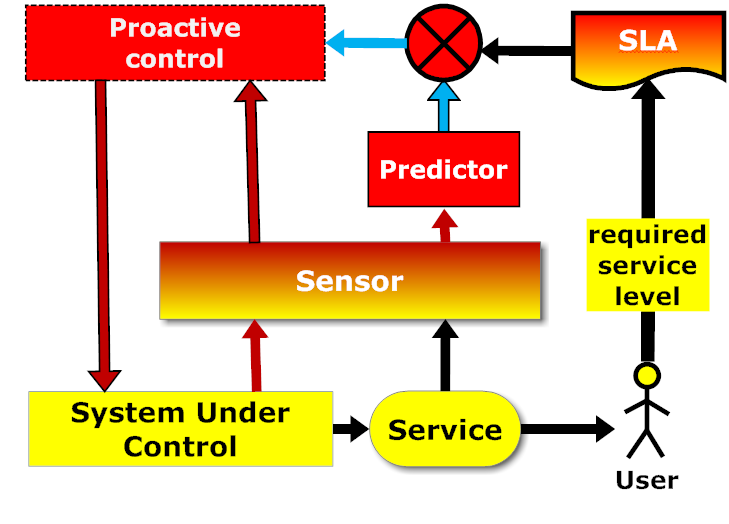 Proactive
control
SLA
Predictor
required
service
level
Sensor
System Under
Control
Service
User